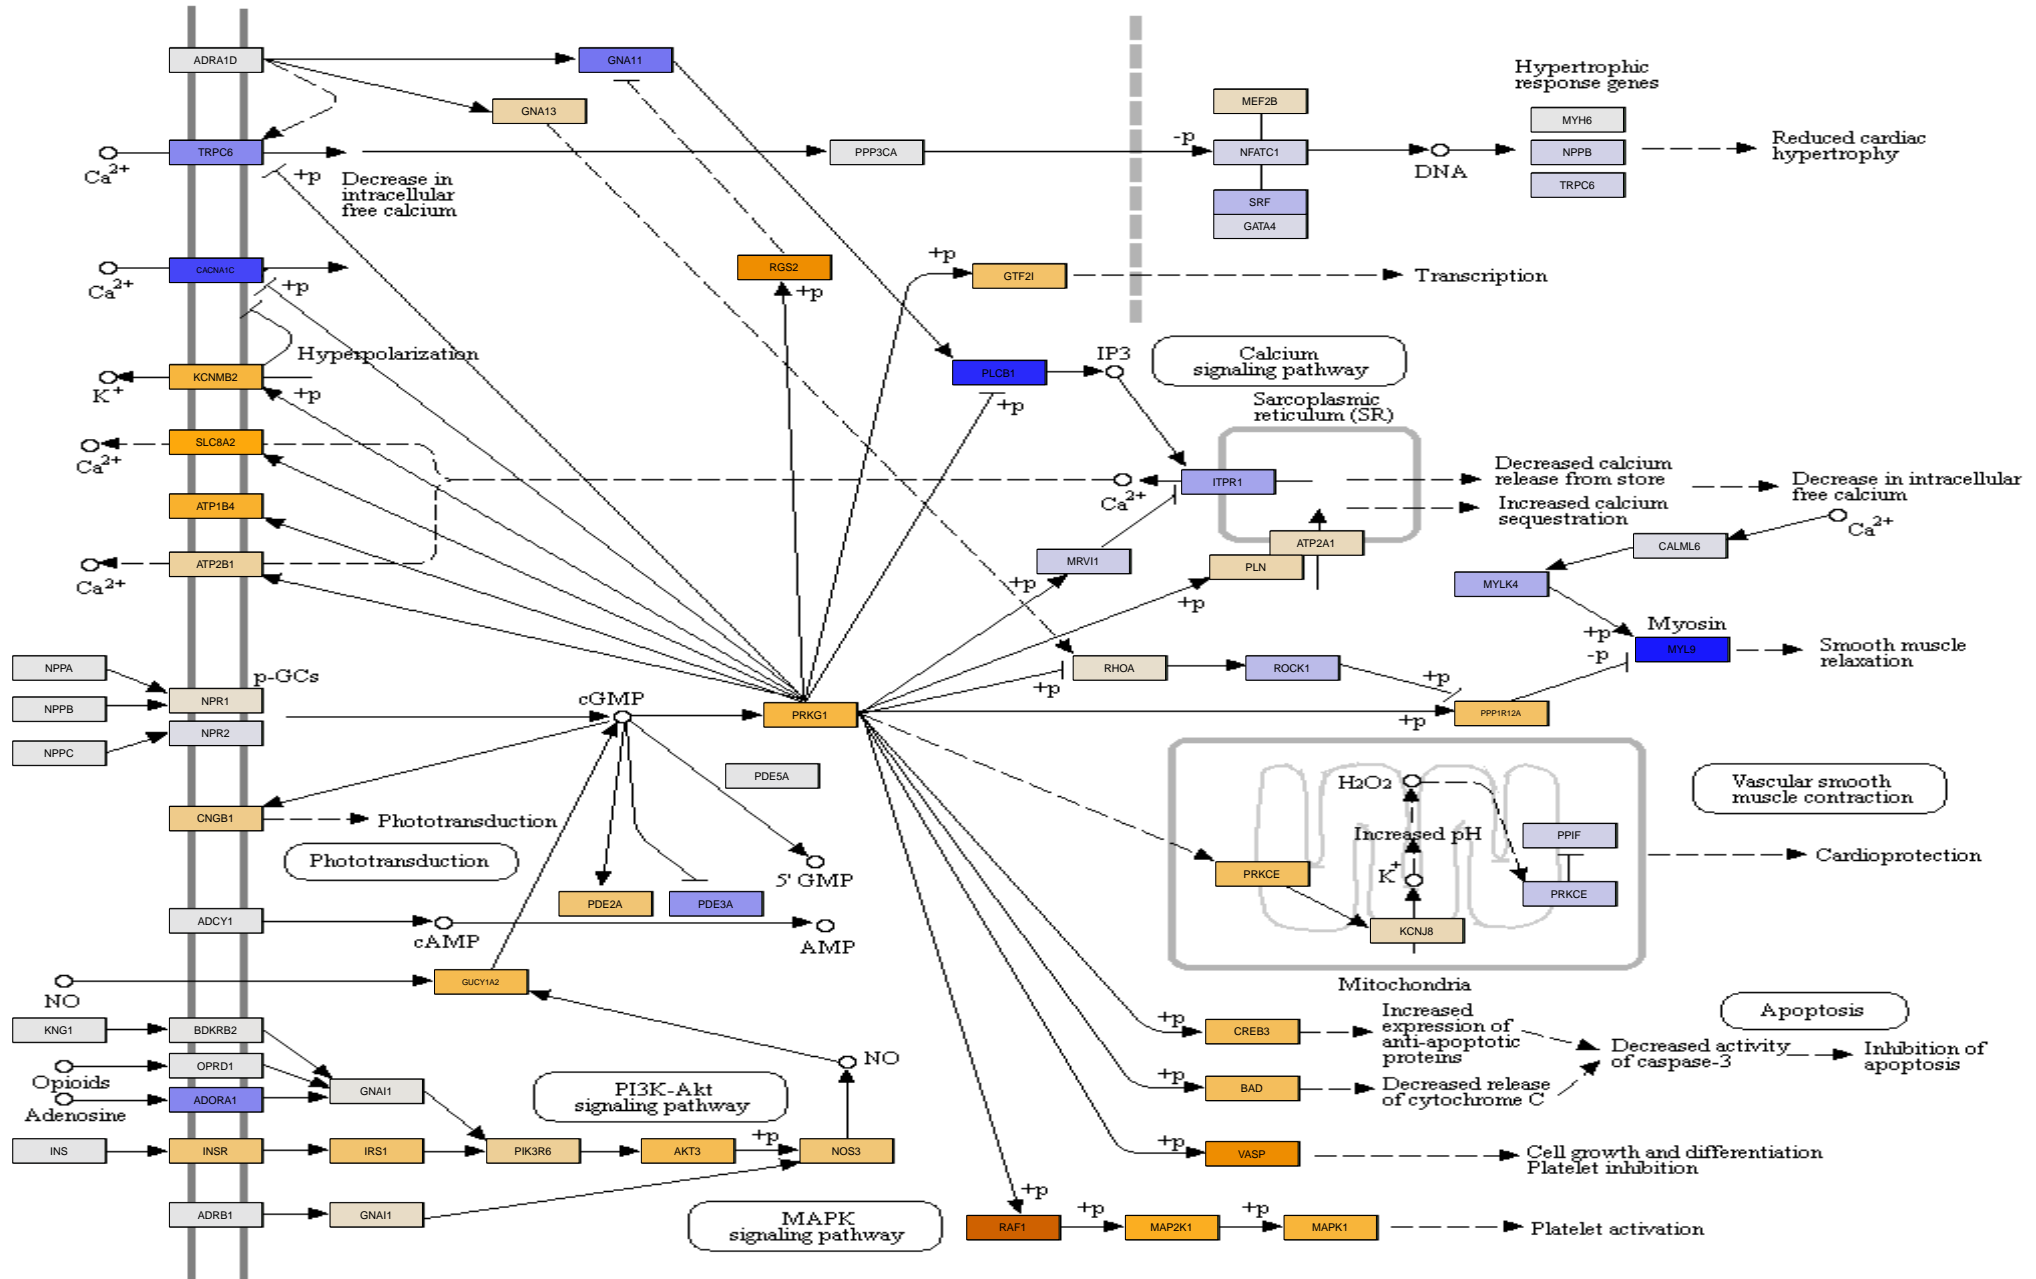 ADRA1D
GNA11
GNA13
TRPC6
Ca2+
+p
Decrease in
intracellular
free calcium
PPP3CA
-p
MEF2B
NFATC1
SRF
GATA4
DNA
Hypertrophic
response genes
MYH6
NPPB
TRPC6
Reduced cardiac
hypertrophy
CACNA1C
Ca2+
+p
RGS2
+p
+p
GTF2I
Transcription
Hyperpolarization
KCNMB2
K+
+p
PLCB1
+p
IP3
Calcium
signaling pathway
Sarcoplasmic
reticulum (SR)
SLC8A2
Ca2+
ATP1B4
ATP2B1
Ca2+
Ca2+
ITPR1
Decreased calcium
release from store
Increased calcium
sequestration
Decrease in intracellular
free calcium
Ca2+
CALML6
MYLK4
MRVI1
+p
ATP2A1
PLN
+p
Myosin
+p
-p
MYL9
Smooth muscle
relaxation
RHOA
+p
ROCK1
+p
PPP1R12A
+p
NPPA
NPPB
NPPC
p-GCs
NPR1
NPR2
cGMP
PRKG1
PDE5A
CNGB1
Phototransduction
Phototransduction
5' GMP
PDE2A
PDE3A
H2O2
Increased pH
K+
PPIF
PRKCE
PRKCE
KCNJ8
Mitochondria
Vascular smooth
muscle contraction
Cardioprotection
ADCY1
cAMP
AMP
NO
GUCY1A2
KNG1
BDKRB2
Opioids
OPRD1
Adenosine
ADORA1
GNAI1
NO
PI3K-Akt
signaling pathway
INS
INSR
IRS1
PIK3R6
AKT3
+p
NOS3
ADRB1
GNAI1
MAPK
signaling pathway
+p
CREB3
Increased
expression of
anti-apoptotic
proteins
Apoptosis
+p
BAD
Decreased release
of cytochrome C
Decreased activity
of caspase-3
Inhibition of
apoptosis
+p
VASP
Cell growth and differentiation
Platelet inhibition
+p
RAF1
+p
MAP2K1
+p
MAPK1
Platelet activation